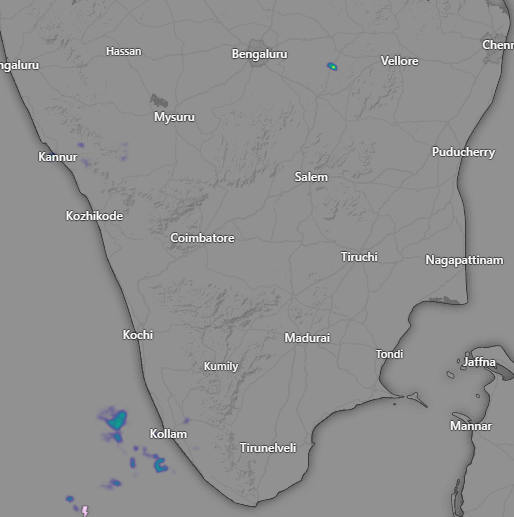 Hassan
Bengaluru
Chenn
Vellore
ngaluru
Mysuru
Kannur
Puducherry
Salem
Kozhikode
Coimbatore
Tiruchi
Nagapattinam
Kochi
Madurai
Tondi
Jaffna
Kumily
Mannar
Kollam
Tirunelveli